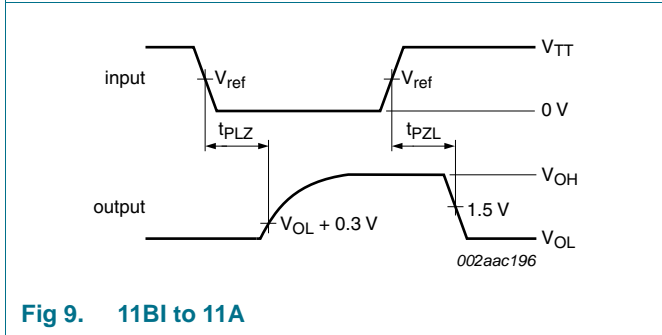 V_TT
input
V_ref
V_ref
0 V
t_PLZ
t_PZL
V_OH
output
1.5 V
V_OL + 0.3 V
V_OL
002aac196
Fig 9. 11BI to 11A